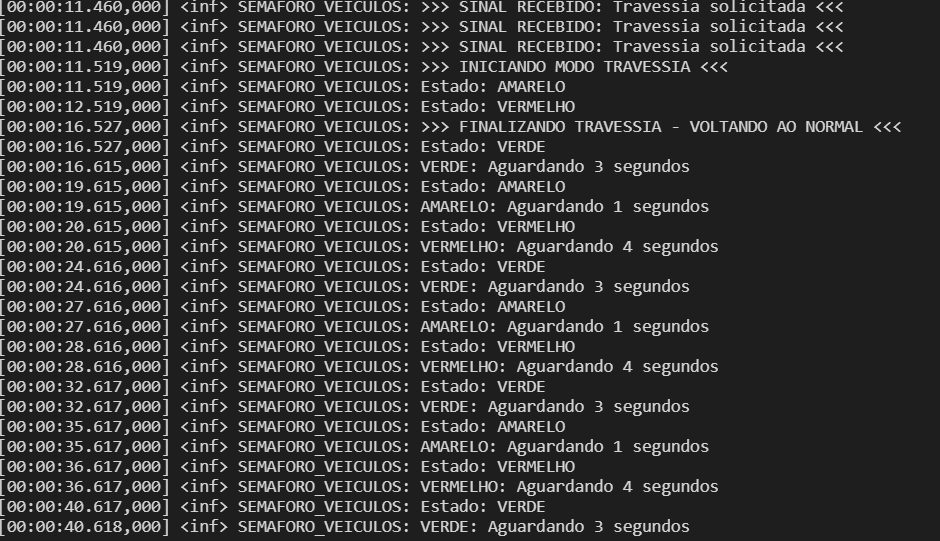 [00:00:11.460,000] <inf> SEMAFORO_VEICULOS: >>> SINAL RECEBIDO: Travessia solicitada <<<
[00:00:11.460,000] <inf> SEMAFORO_VEICULOS: >>> SINAL RECEBIDO: Travessia solicitada <<<
[00:00:11.460,000] <inf> SEMAFORO_VEICULOS: >>> SINAL RECEBIDO: Travessia solicitada <<<
[00:00:11.519,000] <inf> SEMAFORO_VEICULOS: >>> INICIANDO MODO TRAVESSIA <<<
[00:00:11.519,000] <inf> SEMAFORO_VEICULOS: Estado: AMARELO
[00:00:12.519,000] <inf> SEMAFORO_VEICULOS: Estado: VERMELHO
[00:00:16.527,000] <inf> SEMAFORO_VEICULOS: >>> FINALIZANDO TRAVESSIA - VOLTANDO AO NORMAL <<<
[00:00:16.527,000] <inf> SEMAFORO_VEICULOS: Estado: VERDE
[00:00:16.615,000] <inf> SEMAFORO_VEICULOS: VERDE: Aguardando 3 segundos
[00:00:19.615,000] <inf> SEMAFORO_VEICULOS: Estado: AMARELO
[00:00:19.615,000] <inf> SEMAFORO_VEICULOS: AMARELO: Aguardando 1 segundos
[00:00:20.615,000] <inf> SEMAFORO_VEICULOS: Estado: VERMELHO
[00:00:20.615,000] <inf> SEMAFORO_VEICULOS: VERMELHO: Aguardando 4 segundos
[00:00:24.616,000] <inf> SEMAFORO_VEICULOS: Estado: VERDE
[00:00:24.616,000] <inf> SEMAFORO_VEICULOS: VERDE: Aguardando 3 segundos
[00:00:27.616,000] <inf> SEMAFORO_VEICULOS: Estado: AMARELO
[00:00:27.616,000] <inf> SEMAFORO_VEICULOS: AMARELO: Aguardando 1 segundos
[00:00:28.616,000] <inf> SEMAFORO_VEICULOS: Estado: VERMELHO
[00:00:28.616,000] <inf> SEMAFORO_VEICULOS: VERMELHO: Aguardando 4 segundos
[00:00:32.617,000] <inf> SEMAFORO_VEICULOS: Estado: VERDE
[00:00:32.617,000] <inf> SEMAFORO_VEICULOS: VERDE: Aguardando 3 segundos
[00:00:35.617,000] <inf> SEMAFORO_VEICULOS: Estado: AMARELO
[00:00:35.617,000] <inf> SEMAFORO_VEICULOS: AMARELO: Aguardando 1 segundos
[00:00:36.617,000] <inf> SEMAFORO_VEICULOS: Estado: VERMELHO
[00:00:36.617,000] <inf> SEMAFORO_VEICULOS: VERMELHO: Aguardando 4 segundos
[00:00:40.617,000] <inf> SEMAFORO_VEICULOS: Estado: VERDE
[00:00:40.618,000] <inf> SEMAFORO_VEICULOS: VERDE: Aguardando 3 segundos